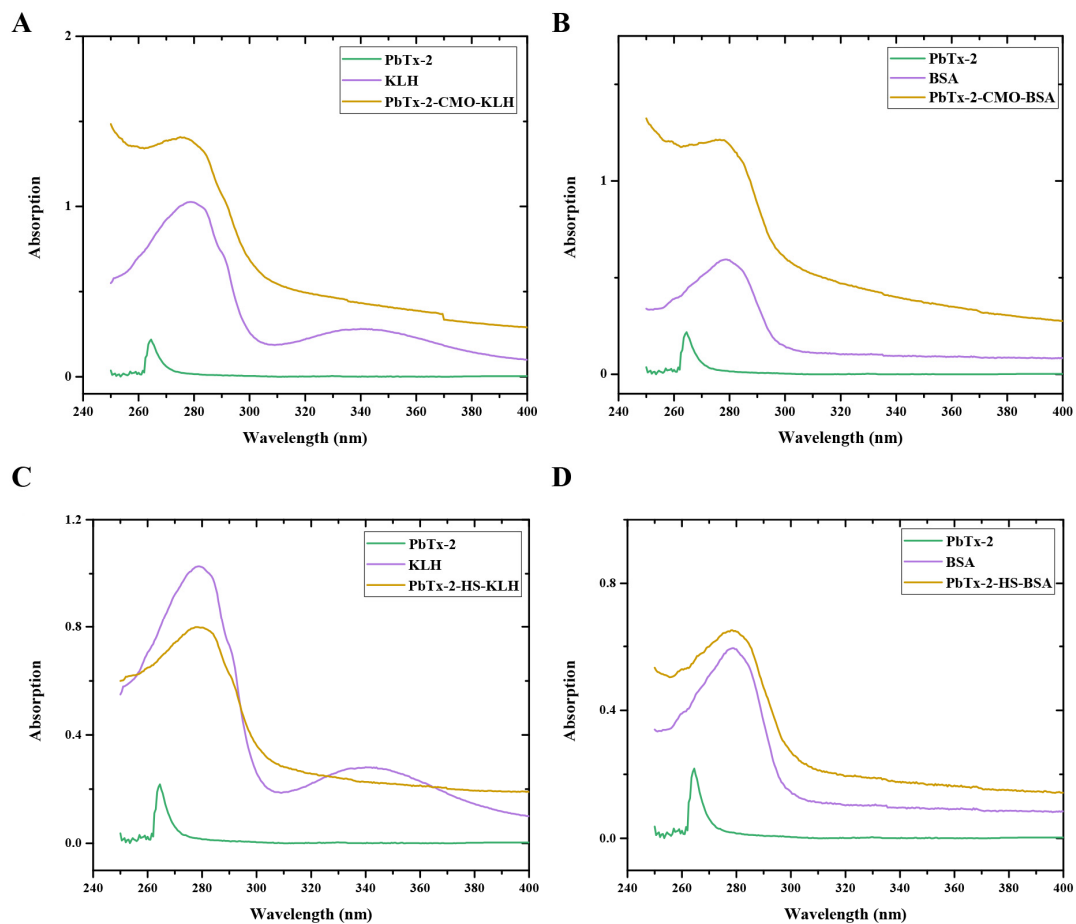 A
2
1
0
Absorption
240 260 280 300 320 340 360 380 400
Wavelength (nm)
PbTx-2
KLH
PbTx-2-CMO-KLH
B
1
0
Absorption
240 260 280 300 320 340 360 380 400
Wavelength (nm)
PbTx-2
BSA
PbTx-2-CMO-BSA
C
1.2
0.8
0.4
0.0
Absorption
240 260 280 300 320 340 360 380 400
Wavelength (nm)
PbTx-2
KLH
PbTx-2-HS-KLH
D
0.8
0.4
0.0
Absorption
240 260 280 300 320 340 360 380 400
Wavelength (nm)
PbTx-2
BSA
PbTx-2-HS-BSA